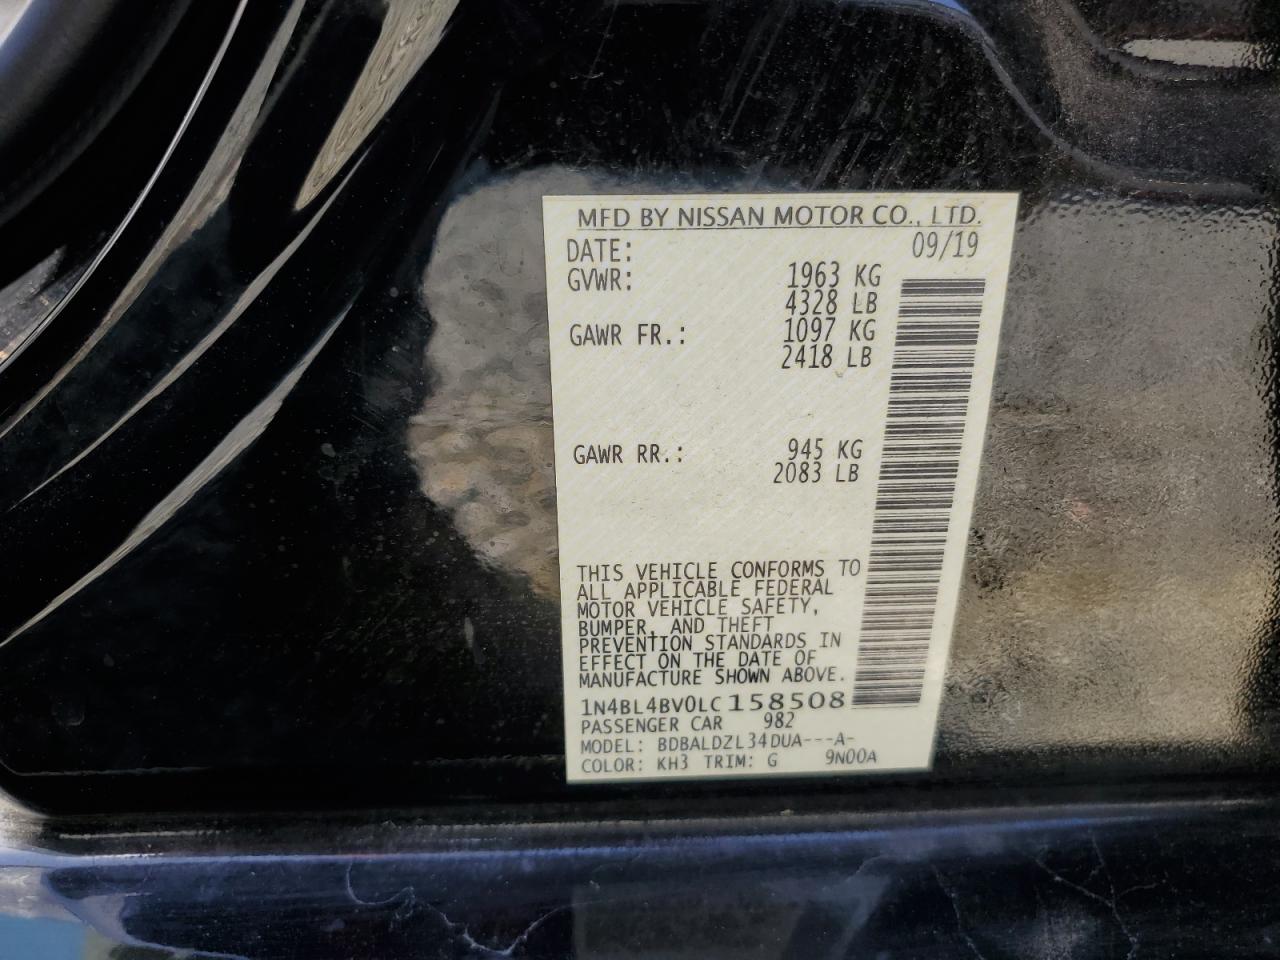 MFD BY NISSAN MOTOR CO., LTD.
DATE: 09/19
GVWR: 1963 KG
4328 LB
GAWR FR.: 1097 KG
2418 LB
GAWR RR.: 945 KG
2083 LB
THIS VEHICLE CONFORMS TO
ALL APPLICABLE FEDERAL
MOTOR VEHICLE SAFETY,
BUMPER, AND THEFT
PREVENTION STANDARDS IN
EFFECT ON THE DATE OF
MANUFACTURE SHOWN ABOVE.
1N4BL4BV0LC158508
PASSENGER CAR 982
MODEL: BDBALDZL34DUA---A-
COLOR: KH3 TRIM: G 9N00A